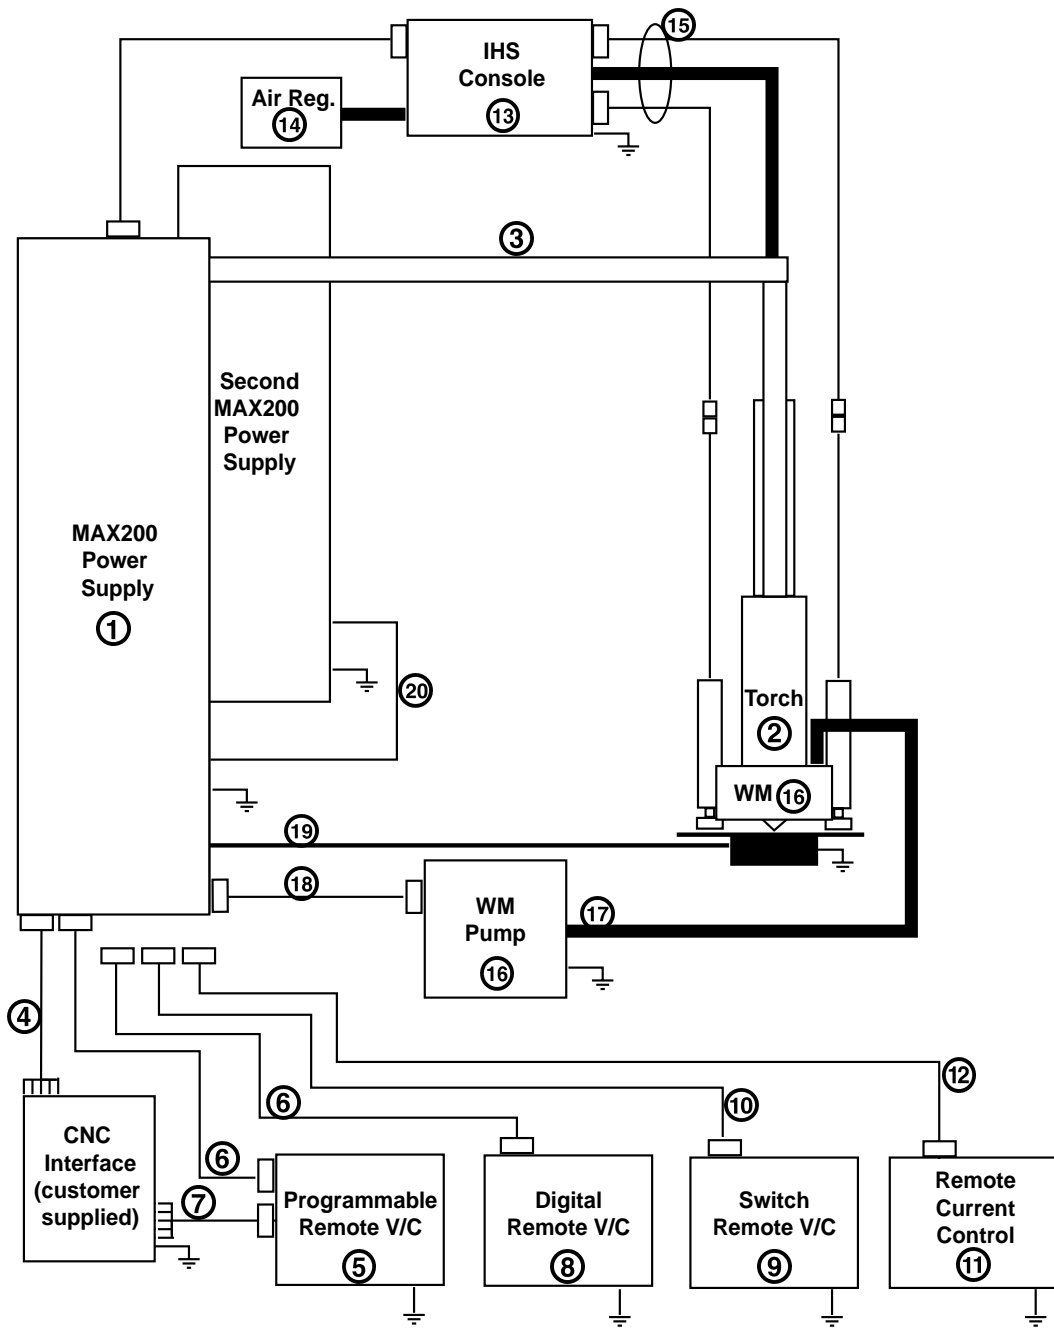 15
IHS
Console
13
Air Reg.
14
3
Second
MAX200
Power
Supply
MAX200
Power
Supply
1
20
Torch
2
WM 16
19
18
WM
Pump
16
17
4
12
10
6
6
7
CNC
Interface
(customer
supplied)
Programmable
Remote V/C
5
Digital
Remote V/C
8
Switch
Remote V/C
9
Remote
Current
Control
11